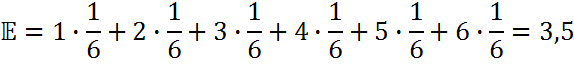 𝔼 = 1 · 1/6 + 2 · 1/6 + 3 · 1/6 + 4 · 1/6 + 5 · 1/6 + 6 · 1/6 = 3,5